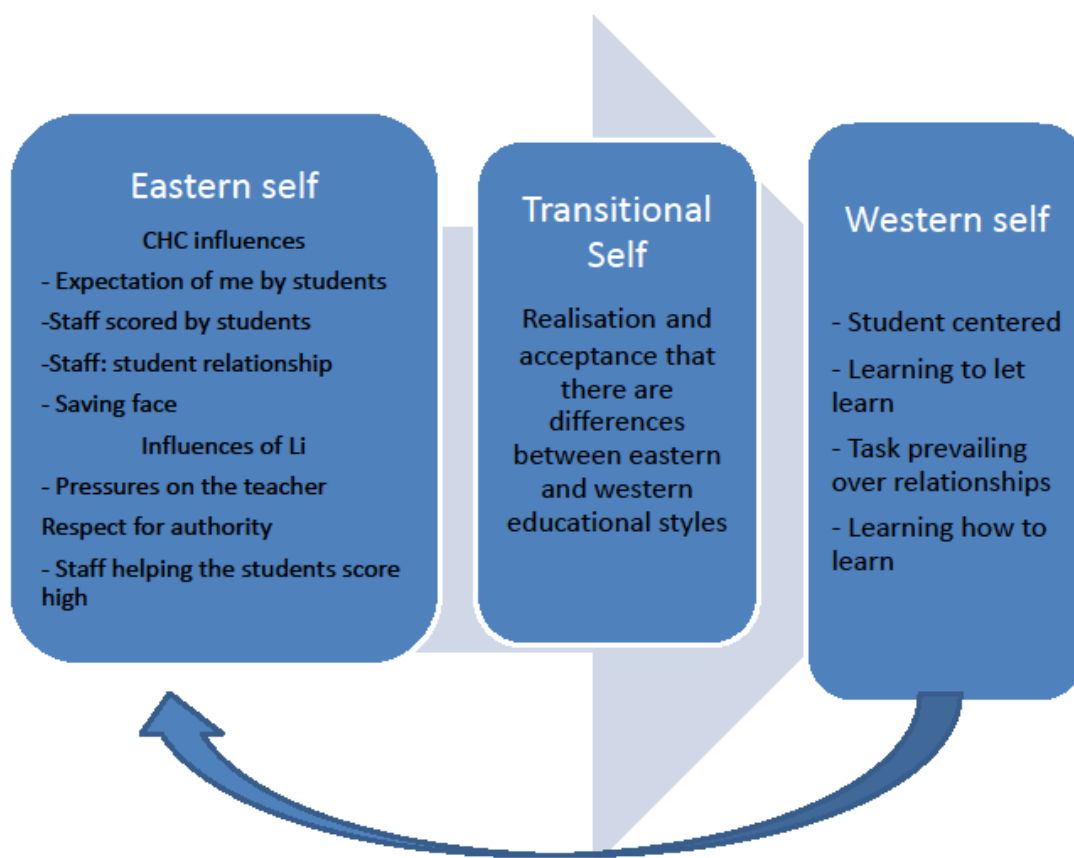 Eastern self
CHC influences
- Expectation of me by students
-Staff scored by students
-Staff: student relationship
- Saving face
Influences of Li
- Pressures on the teacher
Respect for authority
- Staff helping the students score
high
Transitional
Self
Realisation and
acceptance that
there are
differences
between eastern
and western
educational styles
Western self
- Student centered
- Learning to let
learn
- Task prevailing
over relationships
- Learning how to
learn